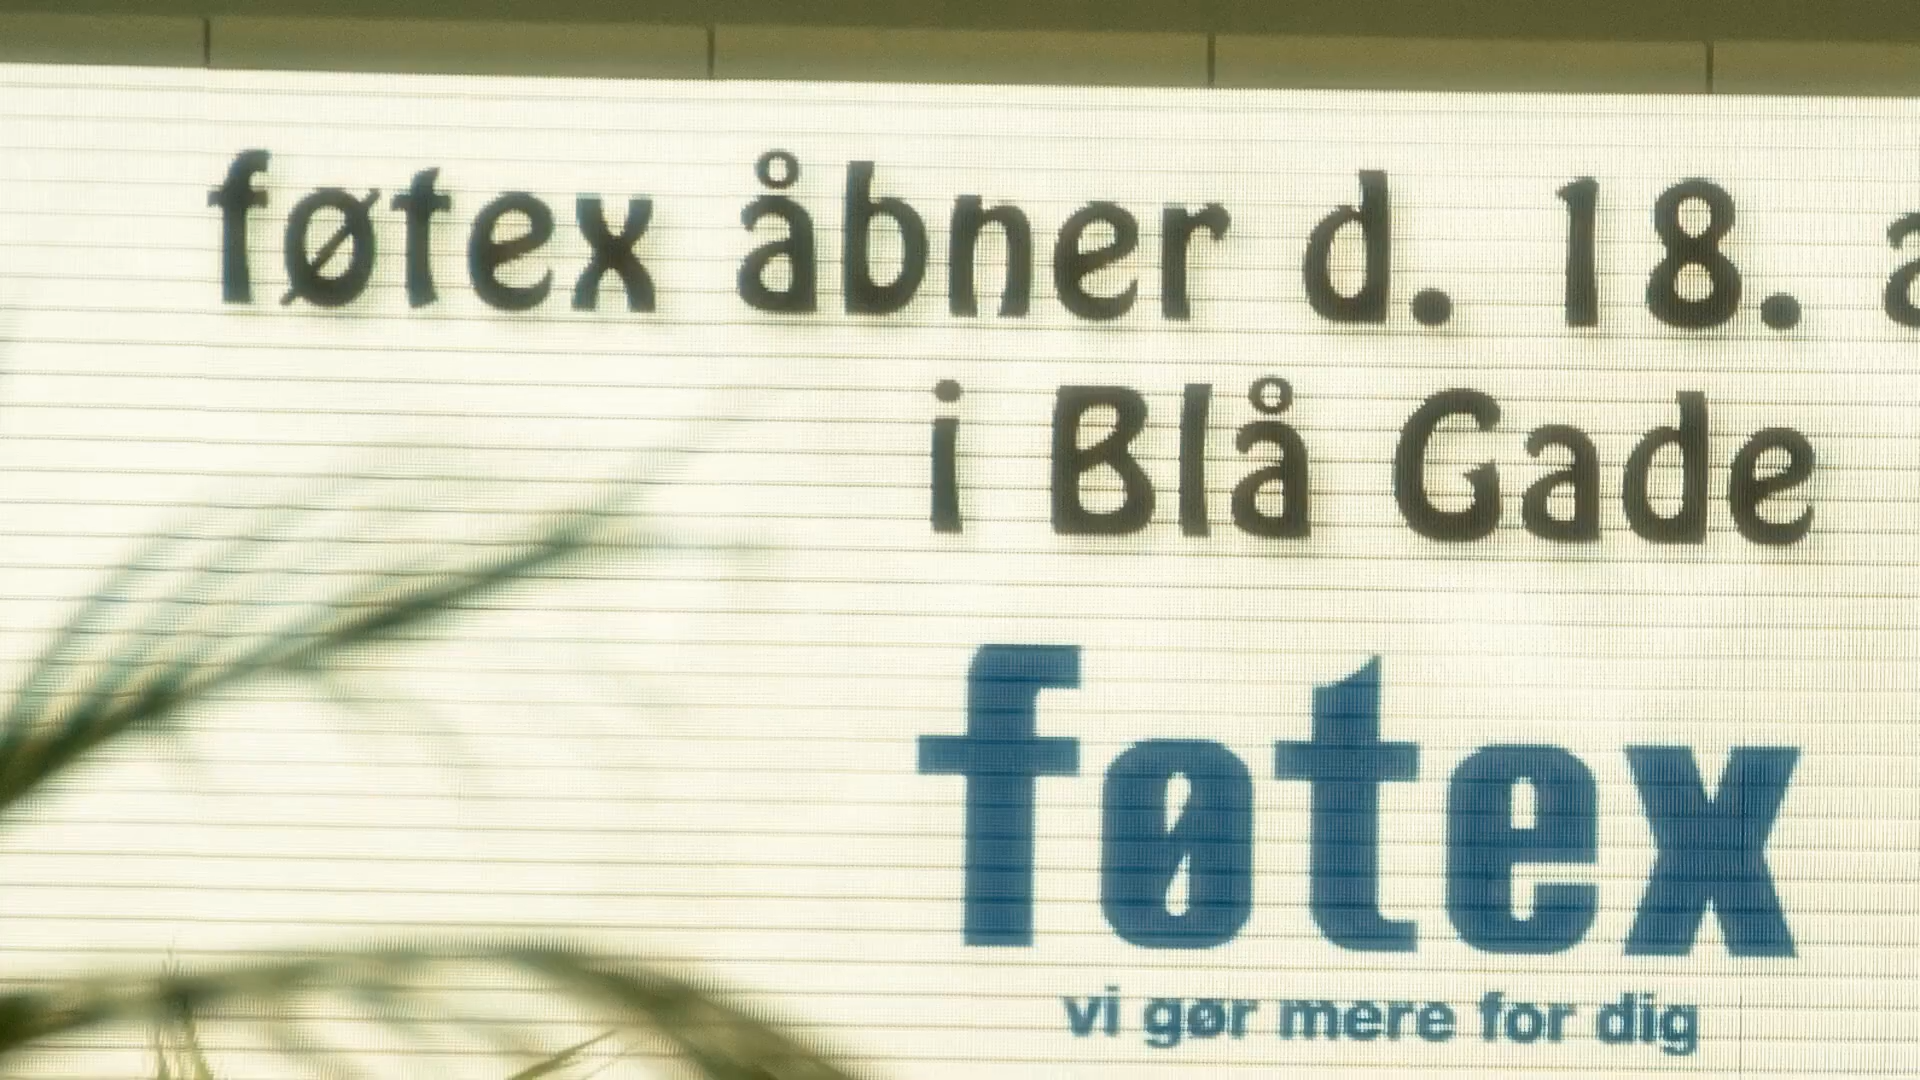 føtex åbner d. 18. a
i Blå Gade
føtex
vi gør mere for dig